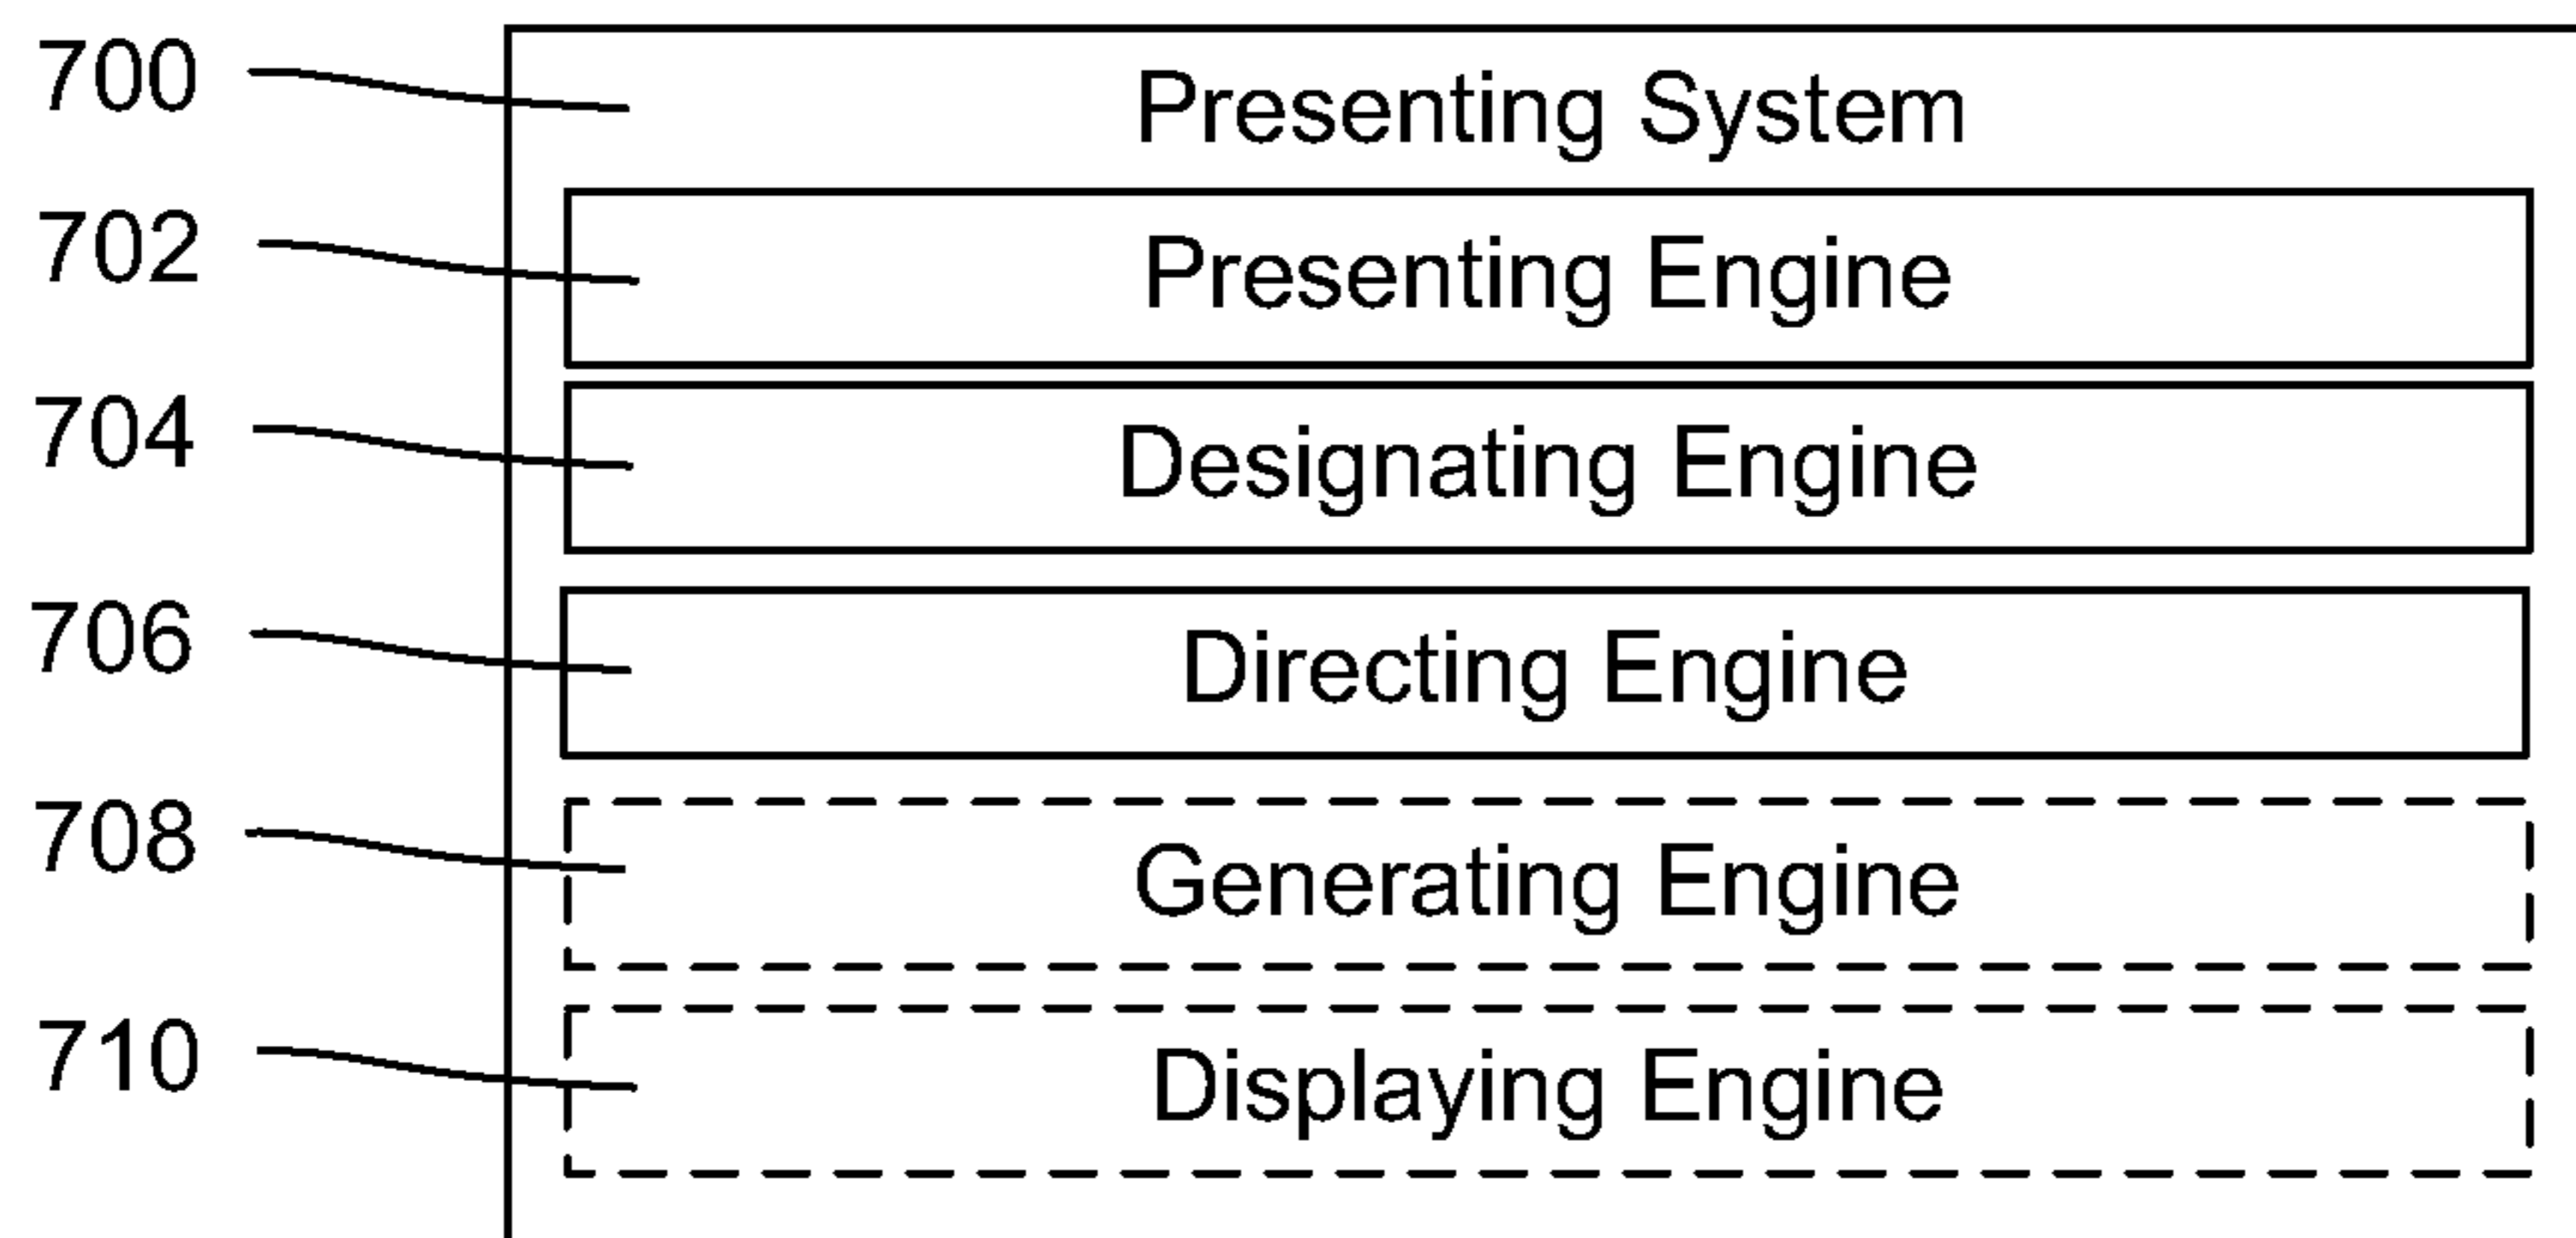 700 Presenting System
702 Presenting Engine
704 Designating Engine
706 Directing Engine
708 Generating Engine
710 Displaying Engine